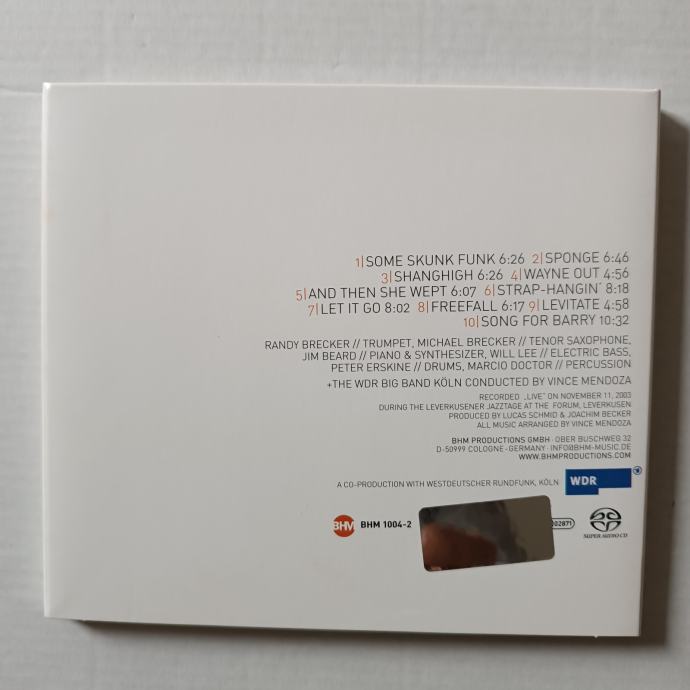 1|SOME SKUNK FUNK 6:26 2|SPONGE 6:46
3|SHANGHIGH 6:26 4|WAYNE OUT 4:56
5|AND THEN SHE WEPT 6:07 6|STRAP-HANGIN´ 8:18
7|LET IT GO 8:02 8|FREEFALL 6:17 9|LEVITATE 4:58
10|SONG FOR BARRY 10:32
RANDY BRECKER // TRUMPET, MICHAEL BRECKER // TENOR SAXOPHONE,
JIM BEARD // PIANO & SYNTHESIZER, WILL LEE // ELECTRIC BASS,
PETER ERSKINE // DRUMS, MARCIO DOCTOR // PERCUSSION
+THE WDR BIG BAND KÖLN CONDUCTED BY VINCE MENDOZA
RECORDED „LIVE" ON NOVEMBER 11, 2003
DURING THE LEVERKUSENER JAZZTAGE AT THE FORUM, LEVERKUSEN
PRODUCED BY LUCAS SCHMID & JOACHIM BECKER
ALL MUSIC ARRANGED BY VINCE MENDOZA
BHM PRODUCTIONS GMBH · OBER BUSCHWEG 32
D-50999 COLOGNE · GERMANY · INFO@BHM-MUSIC.DE
WWW.BHMPRODUCTIONS.COM
A CO-PRODUCTION WITH WESTDEUTSCHER RUNDFUNK, KÖLN WDR
BHM BHM 1004-2
02871
SUPER AUDIO CD